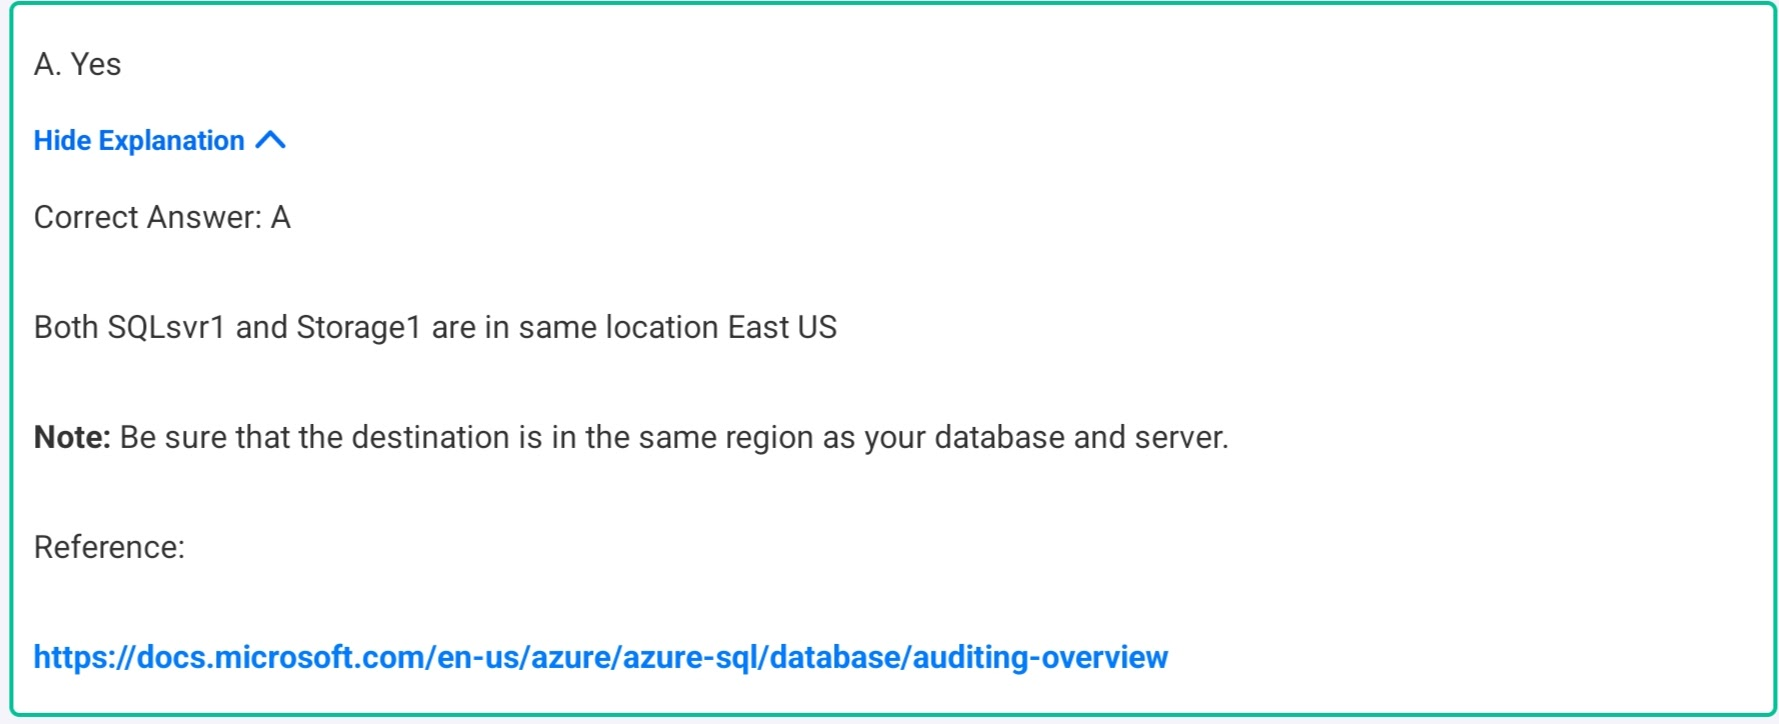 A. Yes
Hide Explanation
Correct Answer: A
Both SQLsvr1 and Storage1 are in same location East US
Note: Be sure that the destination is in the same region as your database and server.
Reference:
https://docs.microsoft.com/en-us/azure/azure-sql/database/auditing-overview